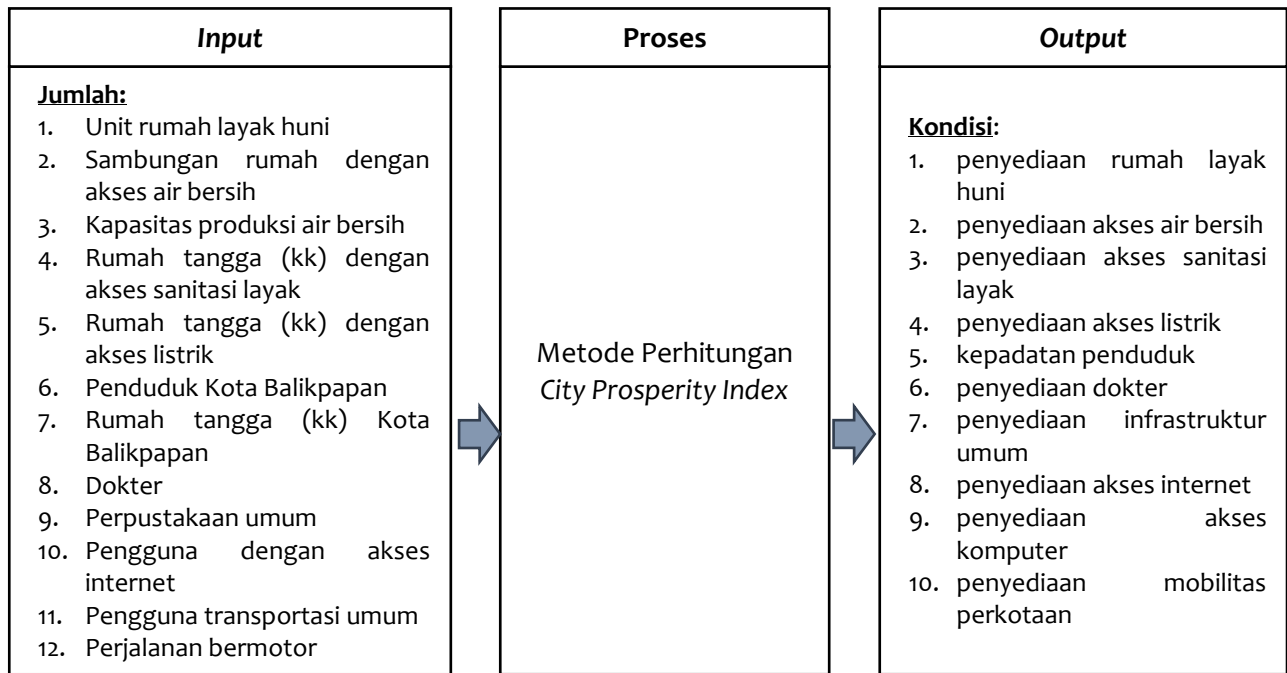 Input
Jumlah:
1. Unit rumah layak huni
2. Sambungan rumah dengan
akses air bersih
3. Kapasitas produksi air bersih
4. Rumah tangga (kk) dengan
akses sanitasi layak
5. Rumah tangga (kk) dengan
akses listrik
6. Penduduk Kota Balikpapan
7. Rumah tangga (kk) Kota
Balikpapan
8. Dokter
9. Perpustakaan umum
10. Pengguna dengan akses
internet
11. Pengguna transportasi umum
12. Perjalanan bermotor
Proses
Metode Perhitungan
City Prosperity Index
Output
Kondisi:
1. penyediaan rumah layak
huni
2. penyediaan akses air bersih
3. penyediaan akses sanitasi
layak
4. penyediaan akses listrik
5. kepadatan penduduk
6. penyediaan dokter
7. penyediaan infrastruktur
umum
8. penyediaan akses internet
9. penyediaan akses
komputer
10. penyediaan mobilitas
perkotaan